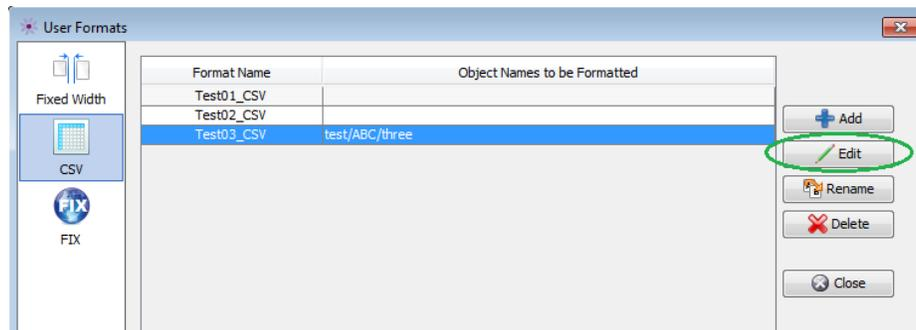 User Formats
Fixed Width
CSV
FIX
FIX
Format Name Object Names to be Formatted
Test01_CSV
Test02_CSV
Test03_CSV test/ABC/three
Add
Edit
Rename
Delete
Close